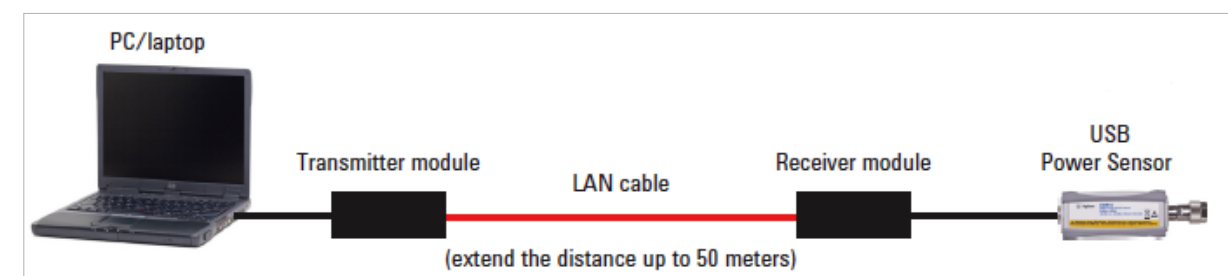 PC/laptop
Transmitter module
LAN cable
Receiver module
USB
Power Sensor
(extend the distance up to 50 meters)